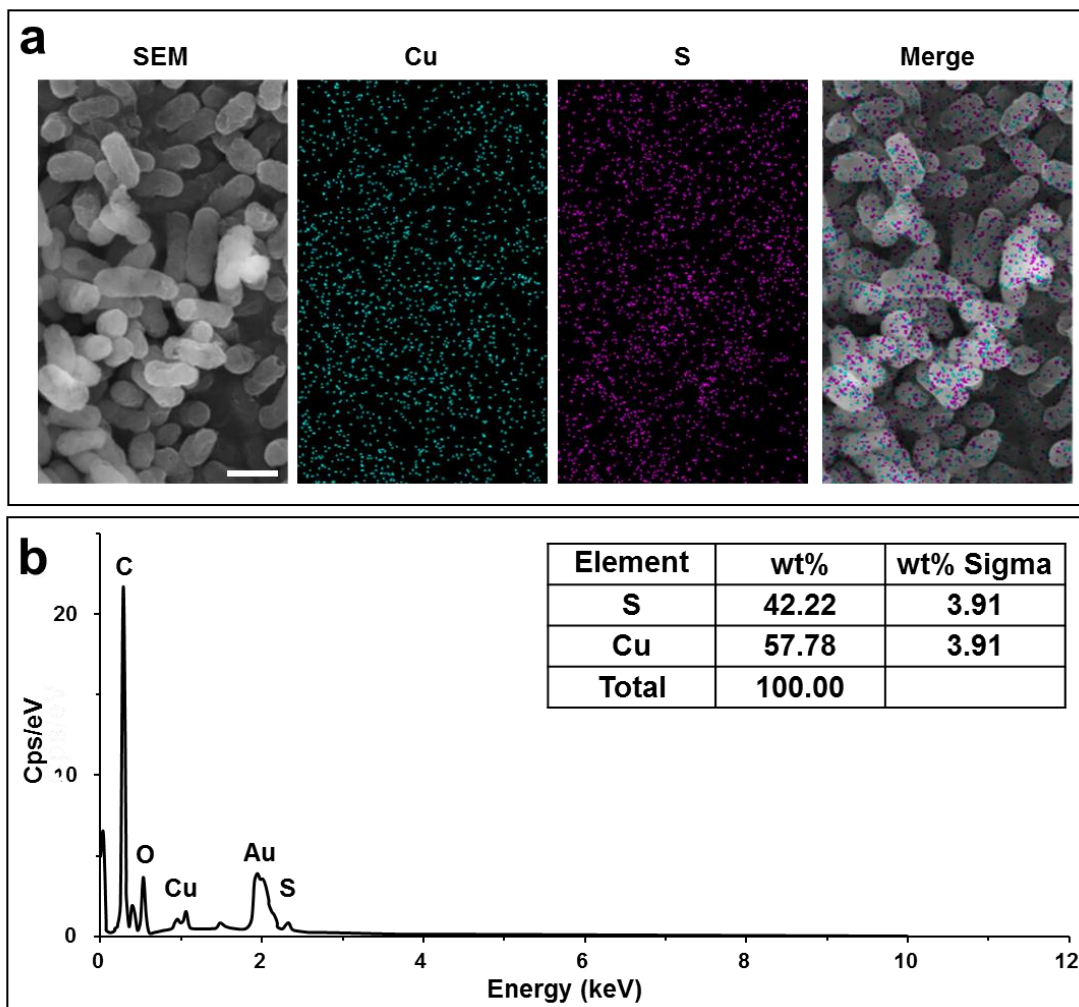 a
SEM Cu S Merge
b
Element wt% wt% Sigma
S 42.22 3.91
Cu 57.78 3.91
Total 100.00
C
O
Cu
Au
S
20
10
0
Cps/eV
0 2 4 6 8 10 12
Energy (keV)